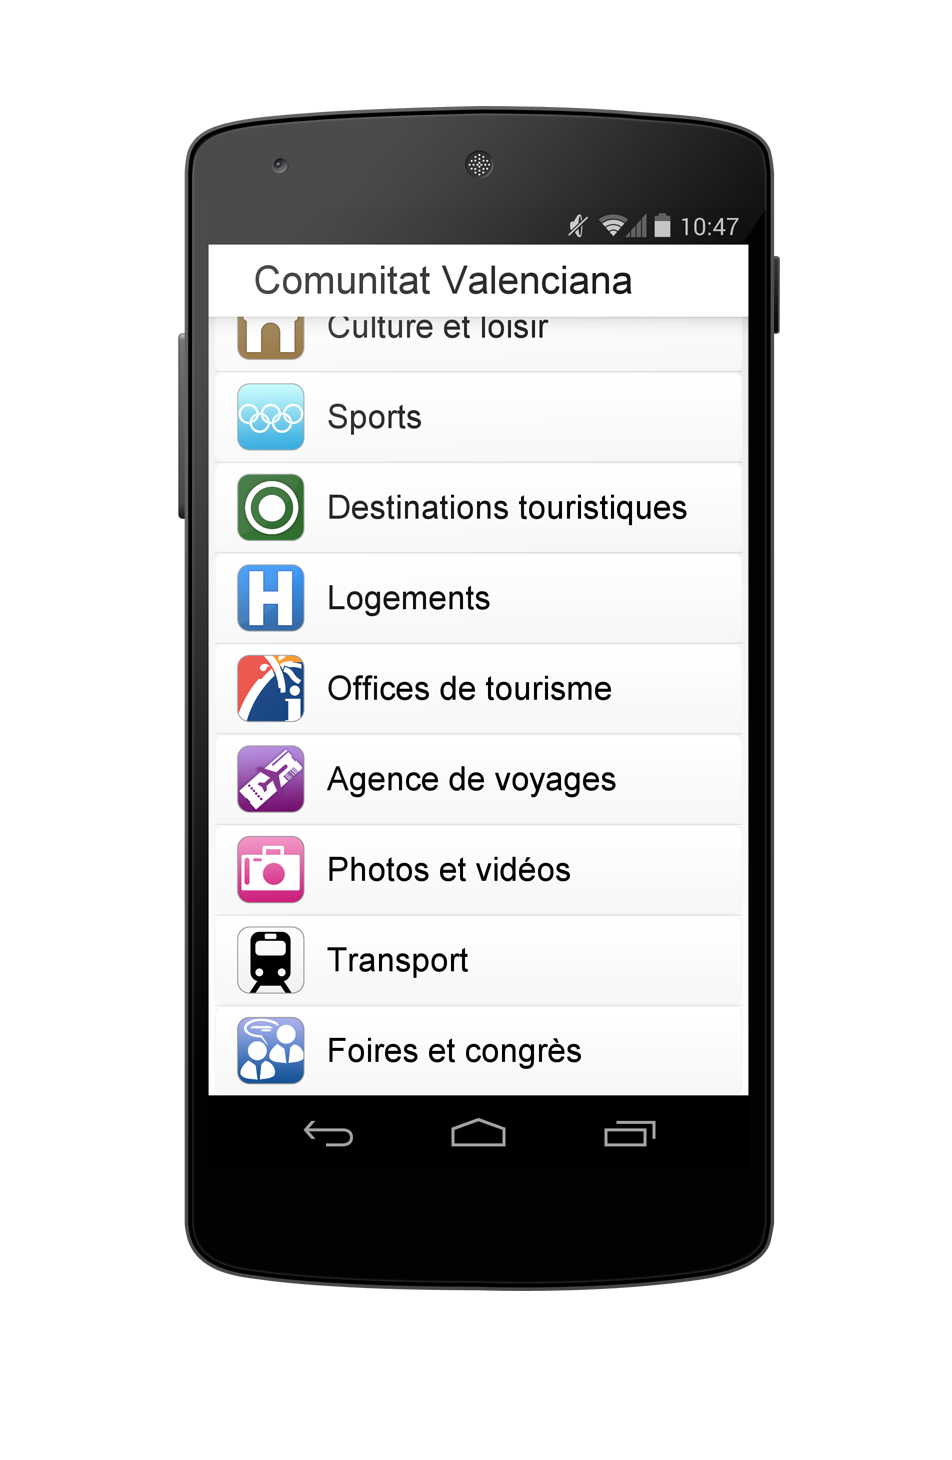 10:47
Comunitat Valenciana
Culture et loisir
Sports
Destinations touristiques
H
Logements
i
Offices de tourisme
Agence de voyages
Photos et vidéos
Transport
Foires et congrès